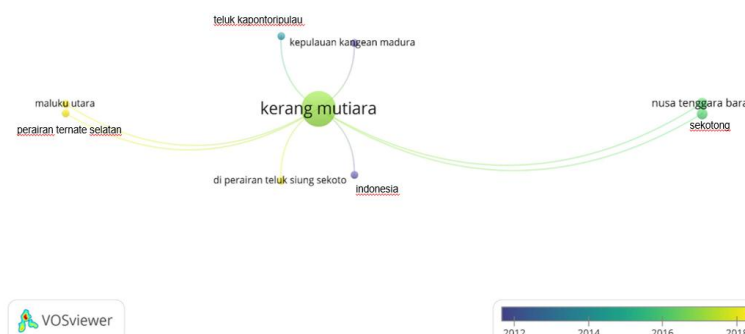 teluk kapontoripulau
kepulauan kangean madura
maluku utara
kerang mutiara
nusa tenggara bara
perairan ternate selatan
sekotong
di perairan teluk siung sekoto
indonesia
VOSviewer
2012 2014 2016 2018